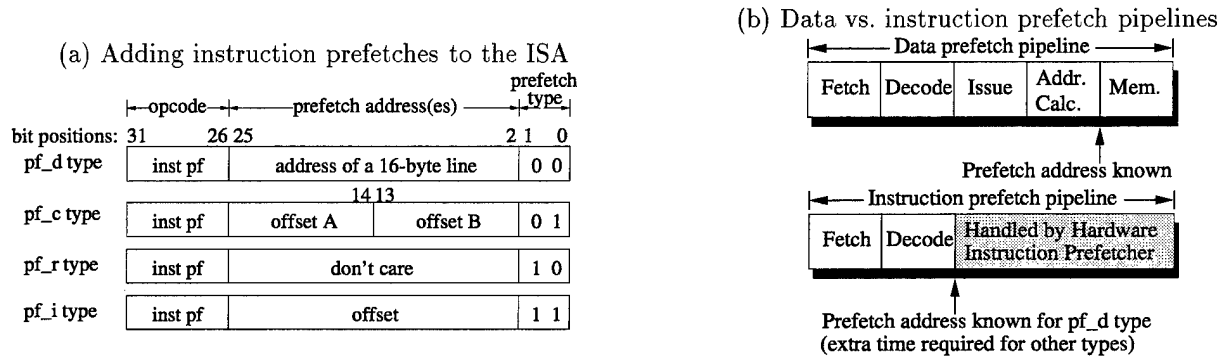 (a) Adding instruction prefetches to the ISA
opcode
prefetch address(es)
prefetch
type
bit positions: 31 26 25 2 1 0
pf_d type inst pf address of a 16-byte line 0 0
14 13
pf_c type inst pf offset A offset B 0 1
pf_r type inst pf don't care 1 0
pf_i type inst pf offset 1 1
(b) Data vs. instruction prefetch pipelines
Data prefetch pipeline
Fetch Decode Issue Addr. Calc. Mem.
Prefetch address known
Instruction prefetch pipeline
Fetch Decode Handled by Hardware
Instruction Prefetcher
Prefetch address known for pf_d type
(extra time required for other types)